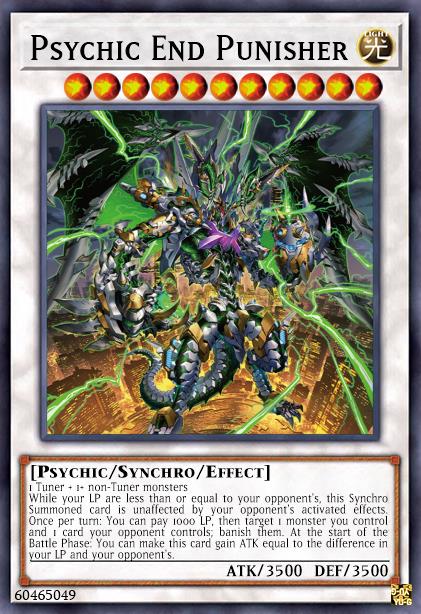 PSYCHIC END PUNISHER
LIGHT
光
[PSYCHIC/SYNCHRO/EFFECT]
1 Tuner + 1+ non-Tuner monsters
While your LP are less than or equal to your opponent's, this Synchro
Summoned card is unaffected by your opponent's activated effects.
Once per turn: You can pay 1000 LP, then target 1 monster you control
and 1 card your opponent controls; banish them. At the start of the
Battle Phase: You can make this card gain ATK equal to the difference in
your LP and your opponent's.
ATK/3500 DEF/3500
60465049